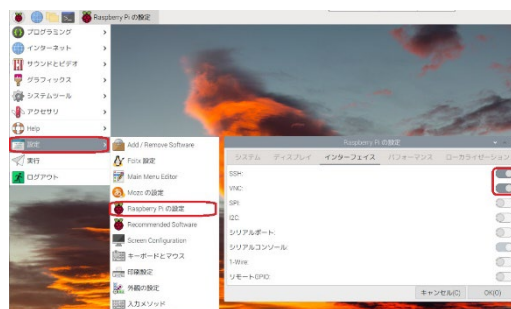 Raspberry Pi の設定
プログラミング
インターネット
サウンドとビデオ
グラフィックス
システムツール
アクセサリ
Help
設定
実行
ログアウト
Add / Remove Software
Fcitx 設定
Main Menu Editor
Mozc の設定
Raspberry Pi の設定
Recommended Software
Screen Configuration
キーボードとマウス
印刷設定
外観の設定
入力メソッド
Raspberry Pi の設定
システム ディスプレイ インターフェイス パフォーマンス ローカライゼーション
SSH:
VNC:
SPI:
I2C:
シリアルポート:
シリアルコンソール:
1-Wire:
リモートGPIO:
キャンセル(C) OK(O)